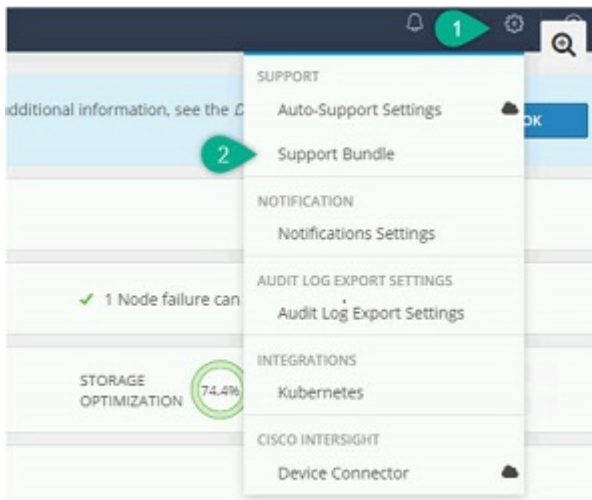 1
SUPPORT
additional information, see the D
Auto-Support Settings
OK
2
Support Bundle
NOTIFICATION
Notifications Settings
AUDIT LOG EXPORT SETTINGS
✓ 1 Node failure can
Audit Log Export Settings
INTEGRATIONS
STORAGE
OPTIMIZATION
74.4%
Kubernetes
CISCO INTERSIGHT
Device Connector